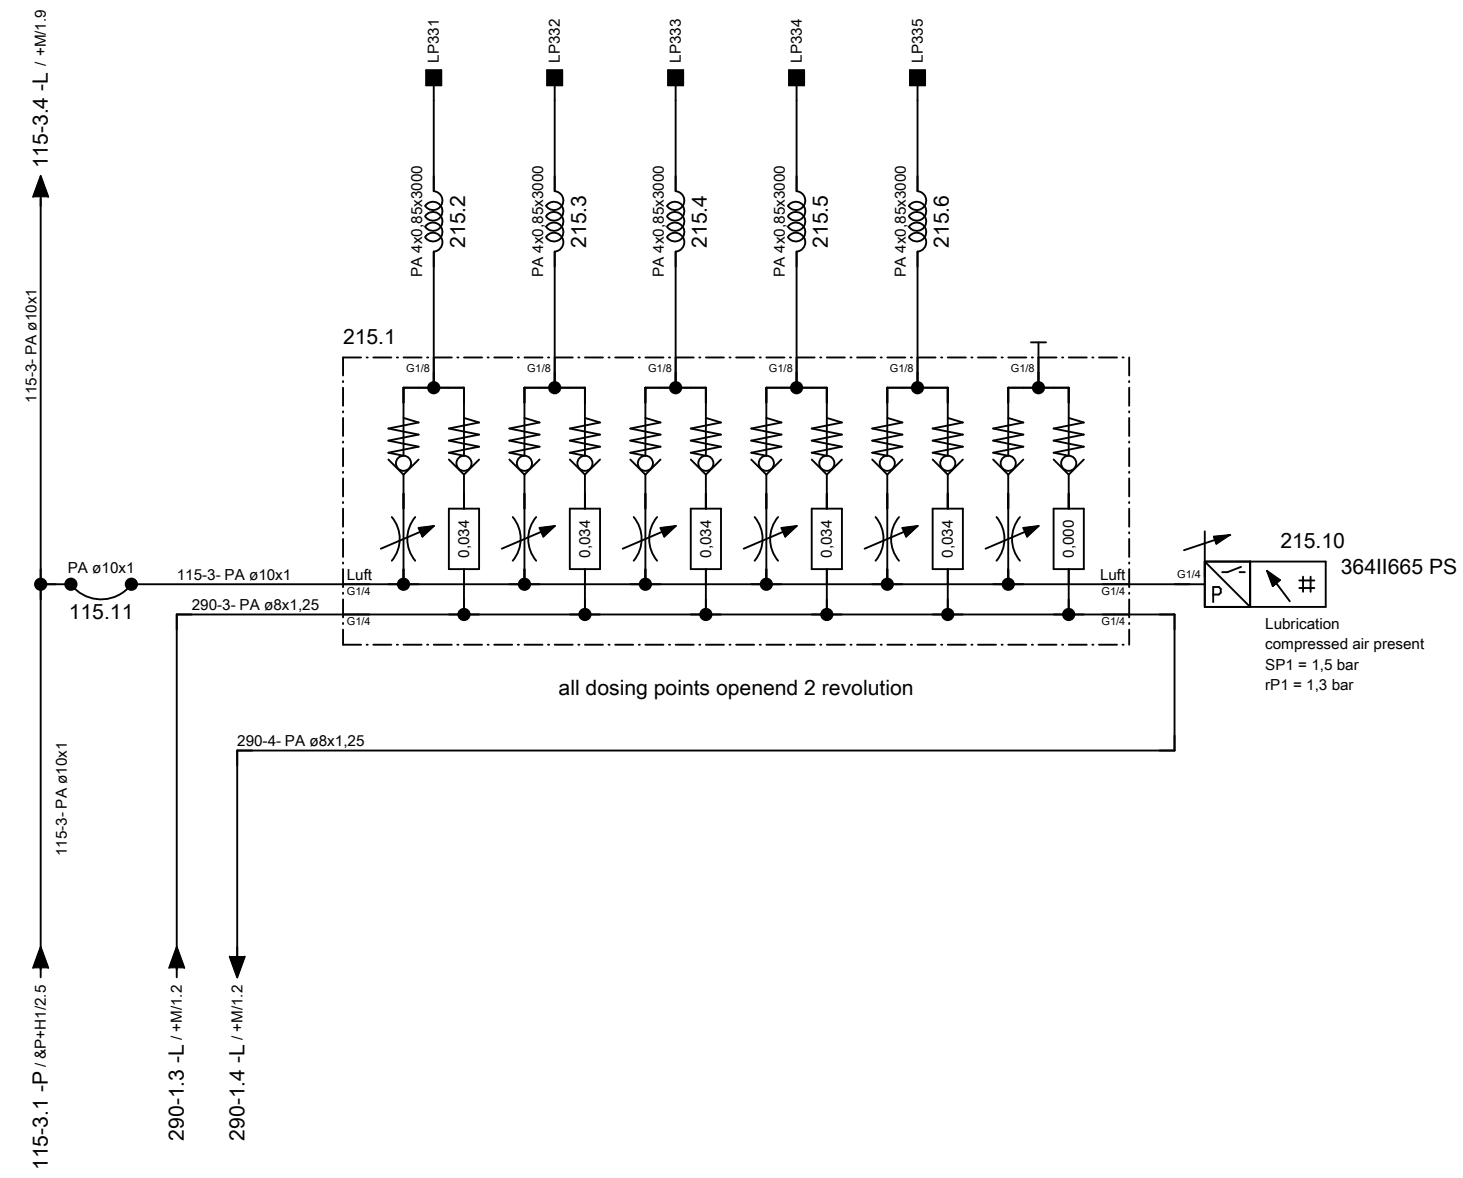 115-3.4 -L / +M/1.9
LP331
LP332
LP333
LP334
LP335
PA 4x0,85x3000
215.2
PA 4x0,85x3000
215.3
PA 4x0,85x3000
215.4
PA 4x0,85x3000
215.5
PA 4x0,85x3000
215.6
115-3- PA ø10x1
215.1
G1/8
G1/8
G1/8
G1/8
G1/8
G1/8
0,034
0,034
0,034
0,034
0,034
0,000
PA ø10x1
115.11
115-3- PA ø10x1
Luft
G1/4
Luft
G1/4
G1/4
215.10
364II665 PS
P
#
290-3- PA ø8x1,25
G1/4
G1/4
Lubrication
compressed air present
SP1 = 1,5 bar
rP1 = 1,3 bar
all dosing points openend 2 revolution
290-4- PA ø8x1,25
115-3- PA ø10x1
115-3.1 -P / &P+H1/2.5
290-1.3 -L / +M/1.2
290-1.4 -L / +M/1.2